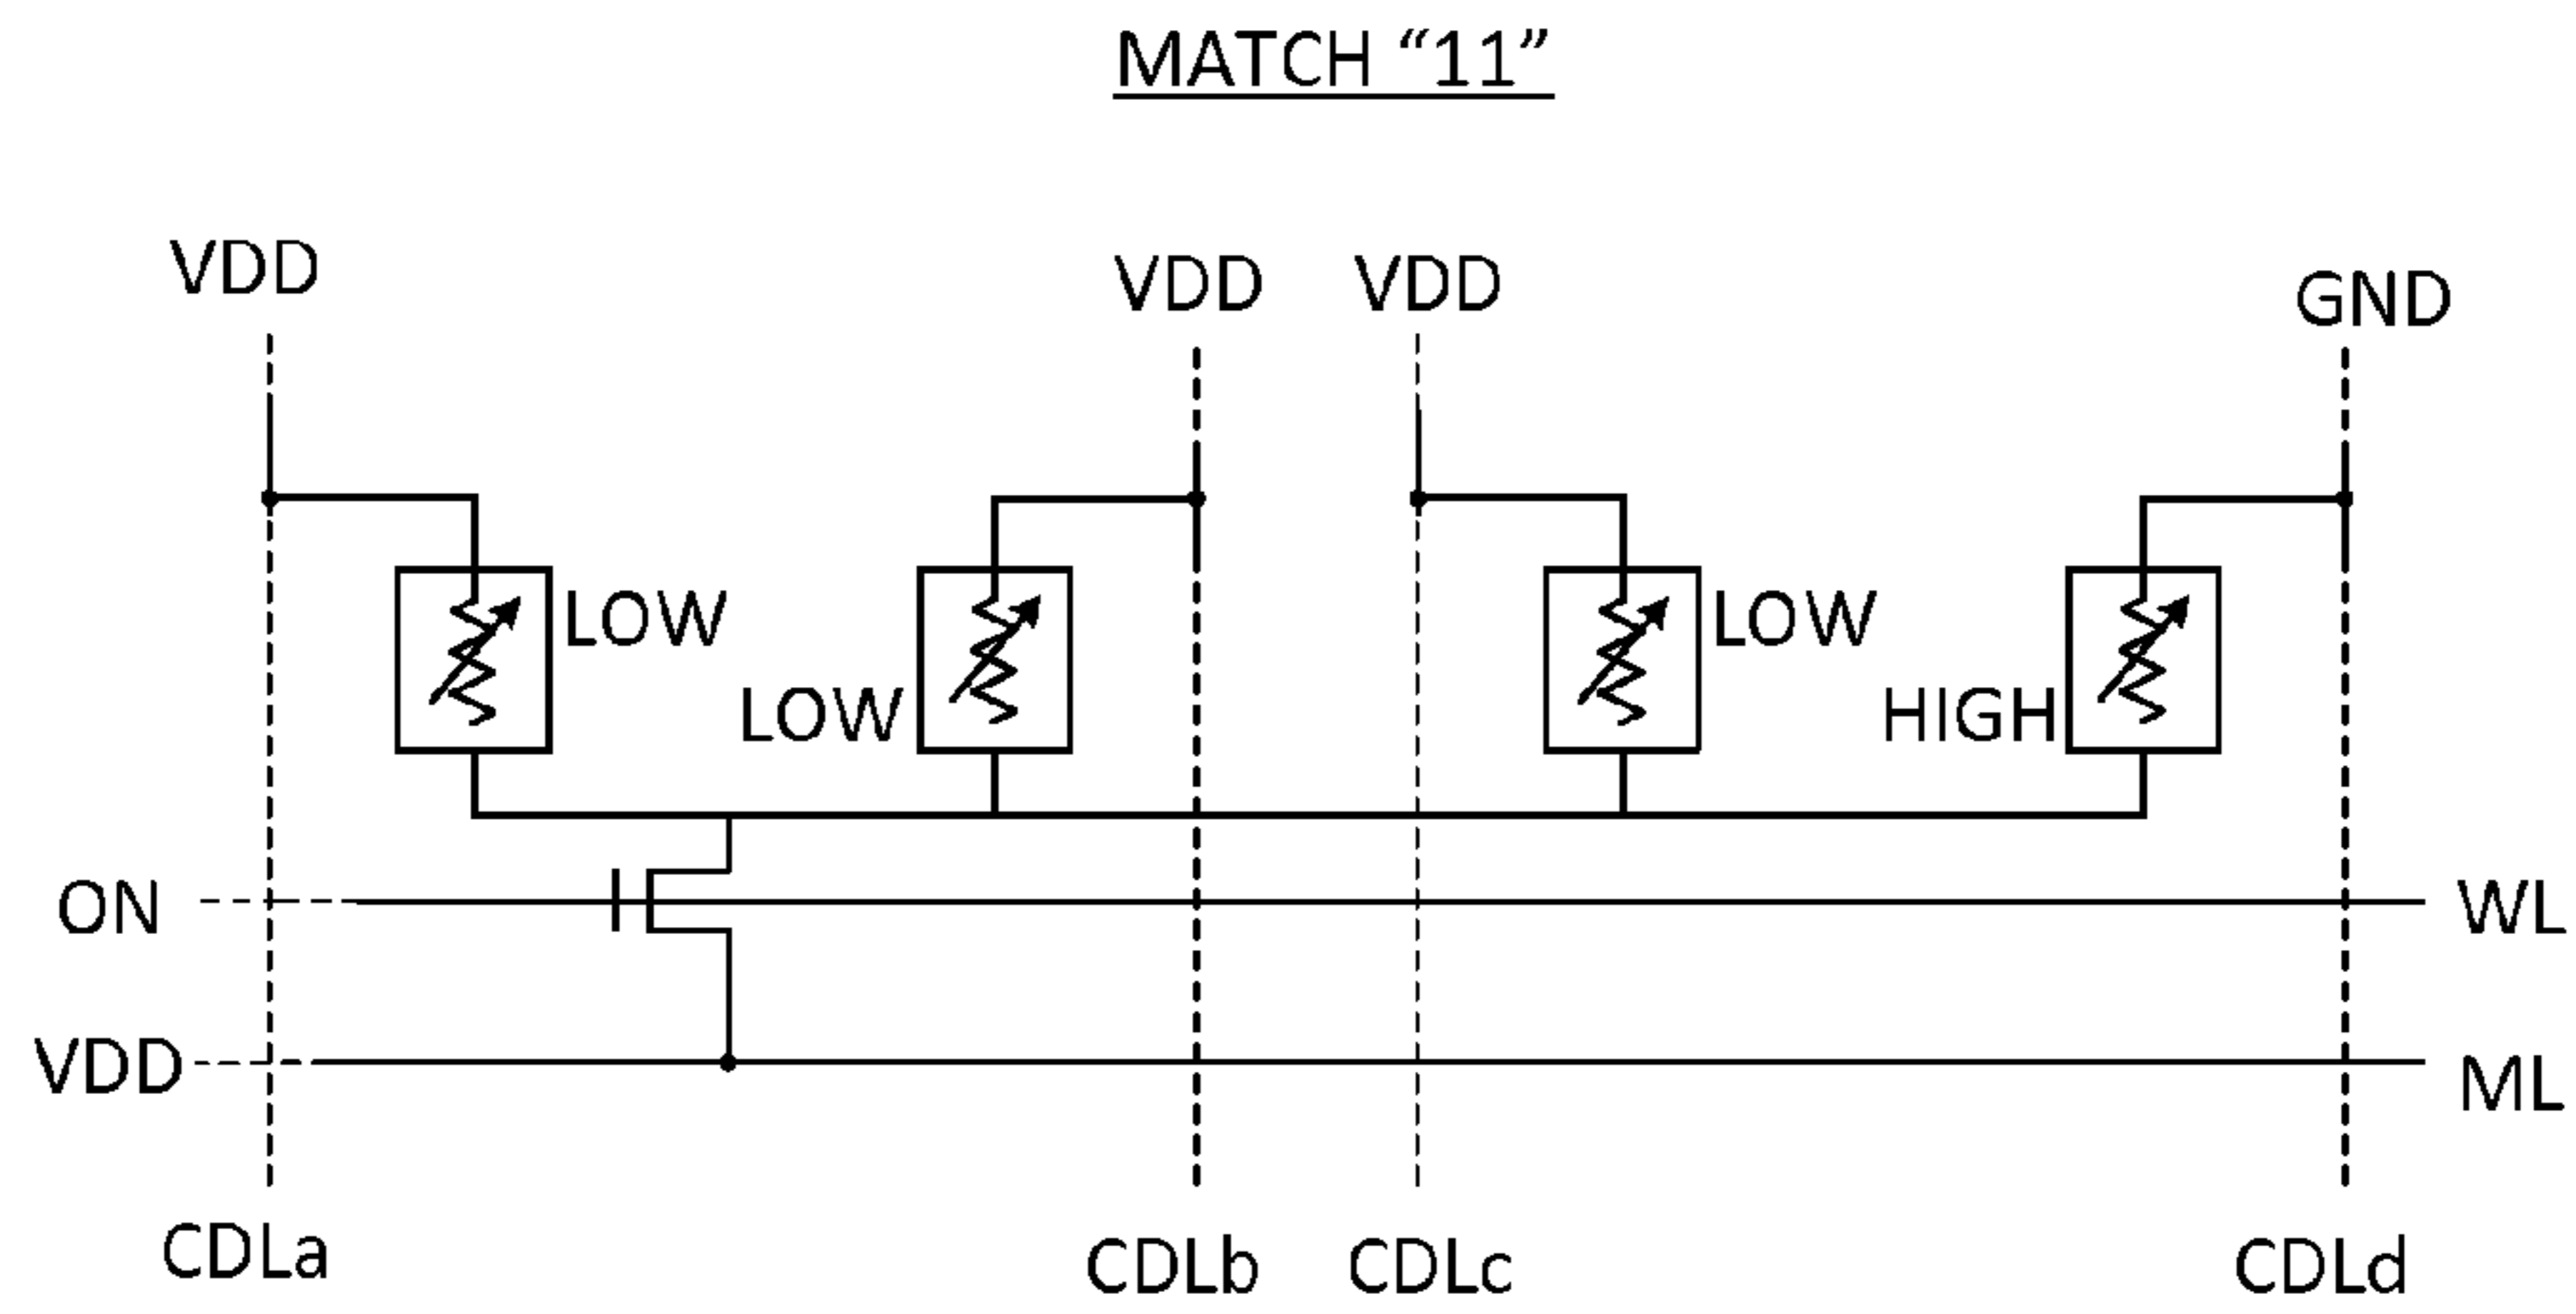 MATCH “11”
VDD VDD VDD GND
LOW LOW LOW HIGH
ON WL
VDD ML
CDLa CDLb CDLc CDLd